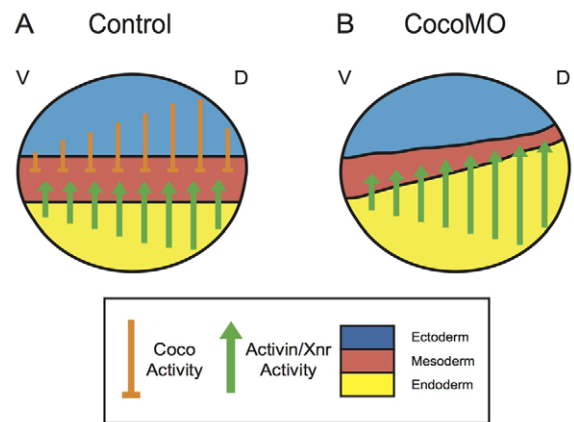 A Control
B CocoMO
V D
V D
Coco Activity
Activin/Xnr Activity
Ectoderm
Mesoderm
Endoderm